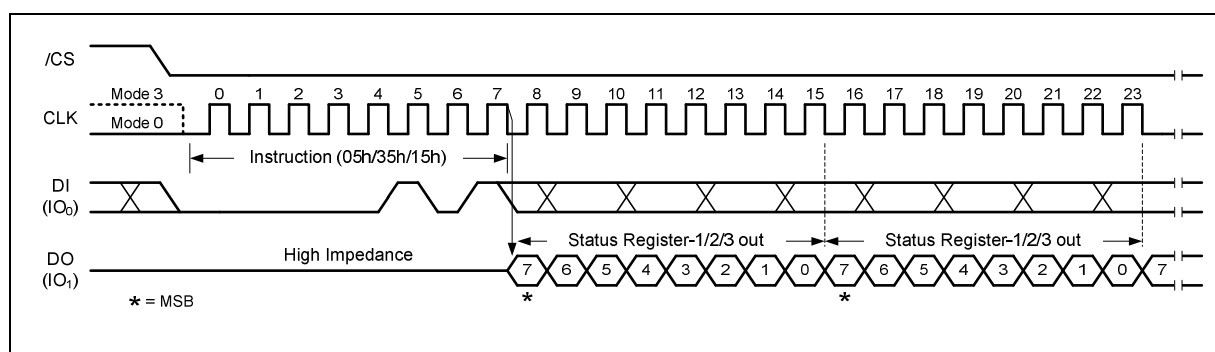 /CS
Mode 3
0 1 2 3 4 5 6 7 8 9 10 11 12 13 14 15 16 17 18 19 20 21 22 23
CLK
Mode 0
Instruction (05h/35h/15h)
DI
(IO₀)
Status Register-1/2/3 out
Status Register-1/2/3 out
High Impedance
DO
(IO₁)
7 6 5 4 3 2 1 0 7 6 5 4 3 2 1 0 7
* *
* = MSB